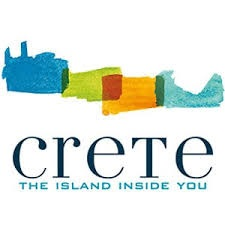 creTe
THE ISLAND INSIDE YOU